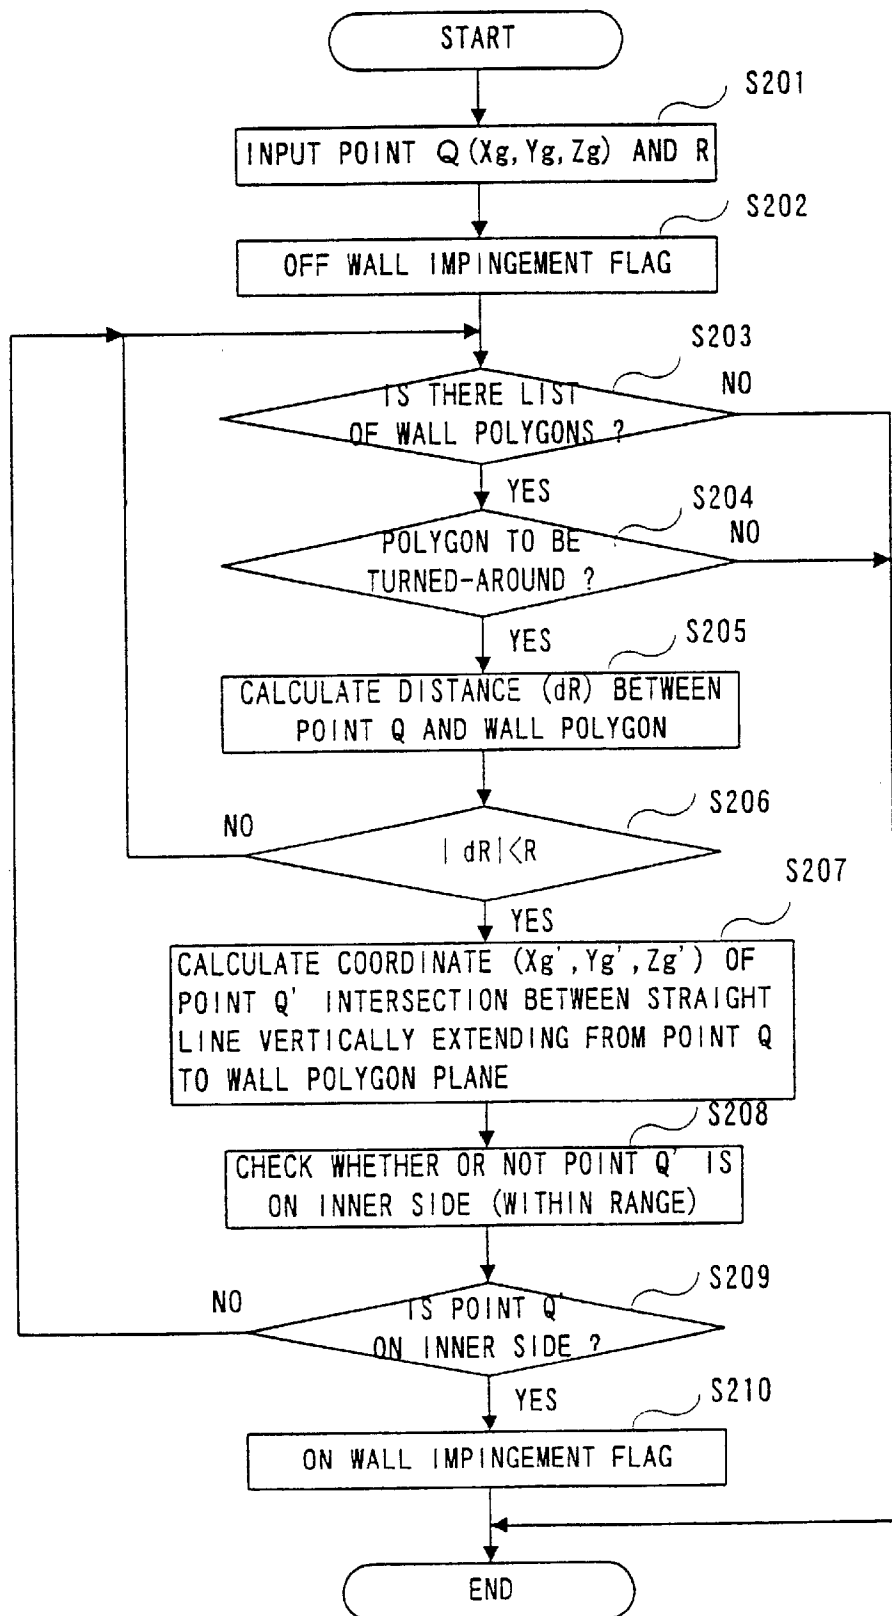 START
S201
INPUT POINT Q (Xg, Yg, Zg) AND R
S202
OFF WALL IMPINGEMENT FLAG
S203
NO
IS THERE LIST
OF WALL POLYGONS ?
YES
S204
NO
POLYGON TO BE
TURNED-AROUND ?
YES
S205
CALCULATE DISTANCE (dR) BETWEEN
POINT Q AND WALL POLYGON
S206
NO
| dR|<R
S207
YES
CALCULATE COORDINATE (Xg', Yg', Zg') OF
POINT Q' INTERSECTION BETWEEN STRAIGHT
LINE VERTICALLY EXTENDING FROM POINT Q
TO WALL POLYGON PLANE
S208
CHECK WHETHER OR NOT POINT Q' IS
ON INNER SIDE (WITHIN RANGE)
S209
NO
IS POINT Q'
ON INNER SIDE ?
YES
S210
ON WALL IMPINGEMENT FLAG
END